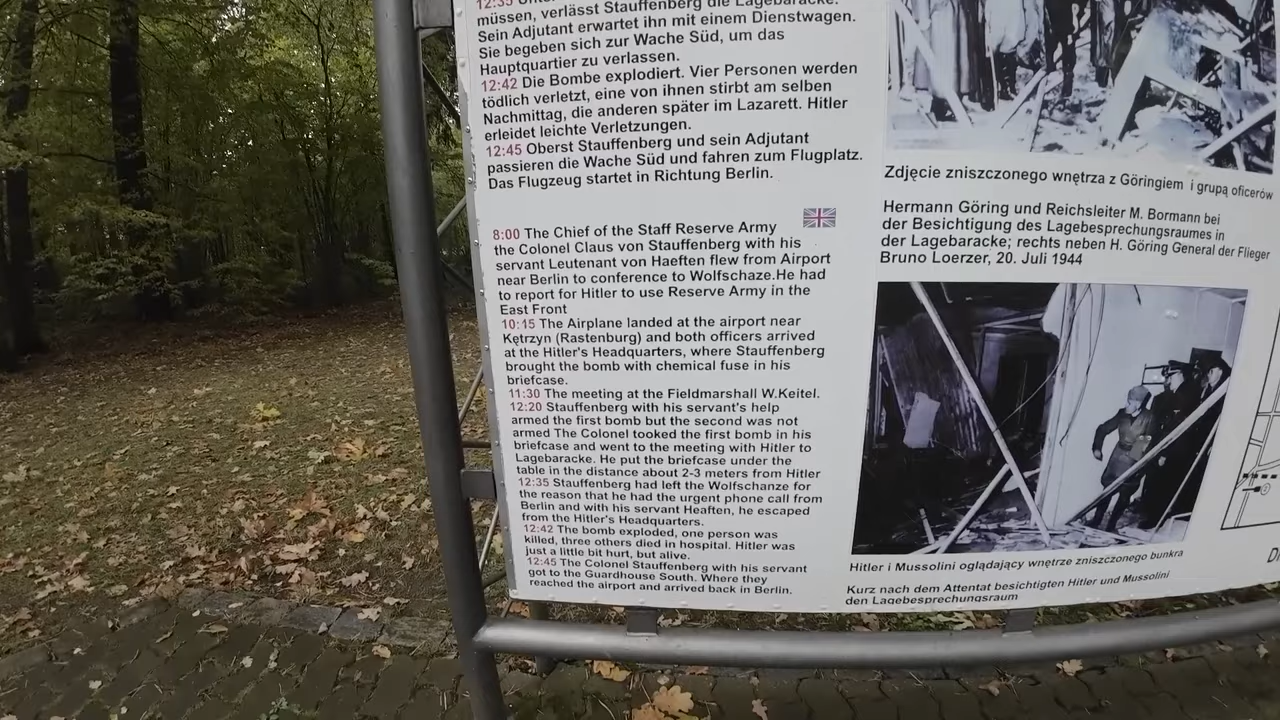 12:35 Unter
müssen, verlässt Stauffenberg die Lagebaracke.
Sein Adjutant erwartet ihn mit einem Dienstwagen.
Sie begeben sich zur Wache Süd, um das
Hauptquartier zu verlassen.
12:42 Die Bombe explodiert. Vier Personen werden
tödlich verletzt, eine von ihnen stirbt am selben
Nachmittag, die anderen später im Lazarett. Hitler
erleidet leichte Verletzungen.
12:45 Oberst Stauffenberg und sein Adjutant
passieren die Wache Süd und fahren zum Flugplatz.
Das Flugzeug startet in Richtung Berlin.
8:00 The Chief of the Staff Reserve Army
the Colonel Claus von Stauffenberg with his
servant Leutenant von Haeften flew from Airport
near Berlin to conference to Wolfschaze.He had
to report for Hitler to use Reserve Army in the
East Front
10:15 The Airplane landed at the airport near
Kętrzyn (Rastenburg) and both officers arrived
at the Hitler's Headquarters, where Stauffenberg
brought the bomb with chemical fuse in his
briefcase.
11:30 The meeting at the Fieldmarshall W.Keitel.
12:20 Stauffenberg with his servant's help
armed the first bomb but the second was not
armed The Colonel tooked the first bomb in his
briefcase and went to the meeting with Hitler to
Lagebaracke. He put the briefcase under the
table in the distance about 2-3 meters from Hitler
12:35 Stauffenberg had left the Wolfschanze for
the reason that he had the urgent phone call from
Berlin and with his servant Heaften, he escaped
from the Hitler's Headquarters.
12:42 The bomb exploded, one person was
killed, three others died in hospital. Hitler was
just a little bit hurt, but alive.
12:45 The Colonel Stauffenberg with his servant
got to the Guardhouse South. Where they
reached the airport and arrived back in Berlin.
Zdjęcie zniszczonego wnętrza z Göringiem i grupą oficerów
Hermann Göring und Reichsleiter M. Bormann bei
der Besichtigung des Lagebesprechungsraumes in
der Lagebaracke; rechts neben H. Göring General der Flieger
Bruno Loerzer, 20. Juli 1944
Hitler i Mussolini oglądający wnętrze zniszczonego bunkra
Kurz nach dem Attentat besichtigten Hitler und Mussolini
den Lagebesprechungsraum